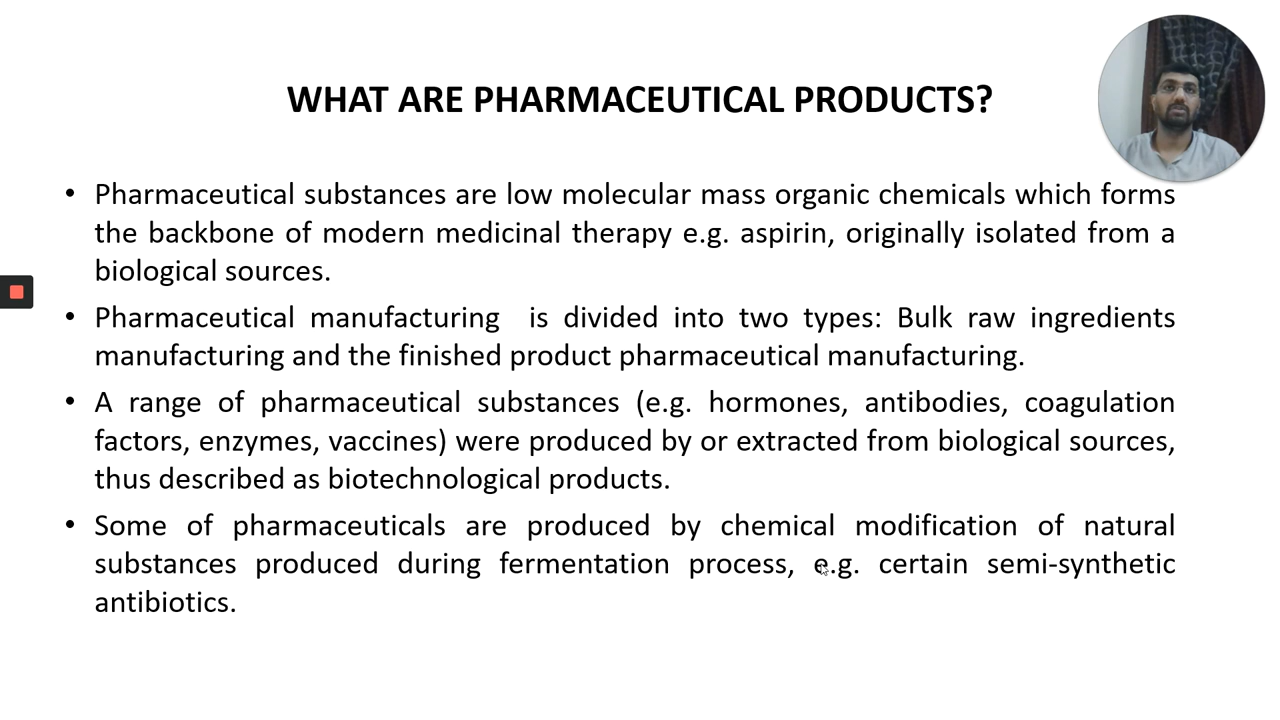 WHAT ARE PHARMACEUTICAL PRODUCTS?
• Pharmaceutical substances are low molecular mass organic chemicals which forms
the backbone of modern medicinal therapy e.g. aspirin, originally isolated from a
biological sources.
• Pharmaceutical manufacturing  is divided into two types: Bulk raw ingredients
manufacturing and the finished product pharmaceutical manufacturing.
• A range of pharmaceutical substances (e.g. hormones, antibodies, coagulation
factors, enzymes, vaccines) were produced by or extracted from biological sources,
thus described as biotechnological products.
• Some of pharmaceuticals are produced by chemical modification of natural
substances produced during fermentation process, e.g. certain semi-synthetic
antibiotics.